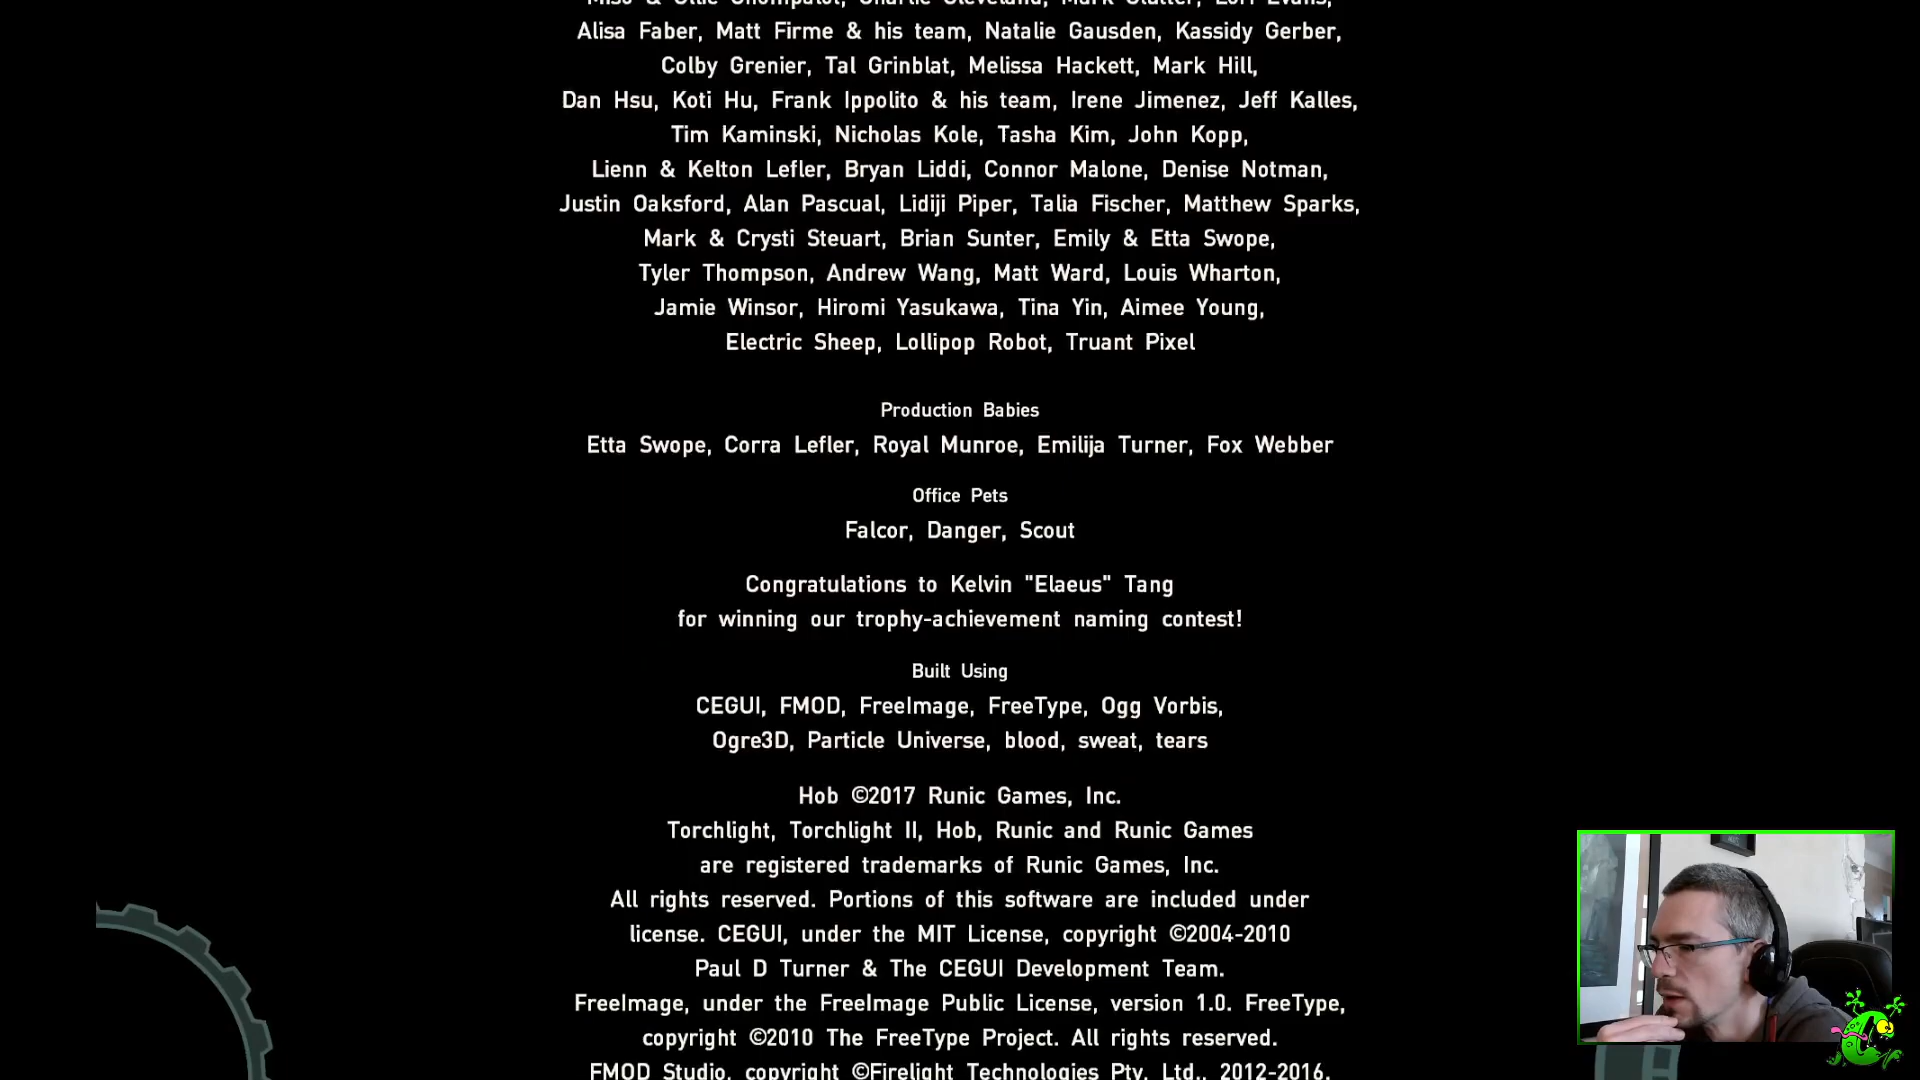 Alisa Faber, Matt Firme & his team, Natalie Gausden, Kassidy Gerber,
Colby Grenier, Tal Grinblat, Melissa Hackett, Mark Hill,
Dan Hsu, Koti Hu, Frank Ippolito & his team, Irene Jimenez, Jeff Kalles,
Tim Kaminski, Nicholas Kole, Tasha Kim, John Kopp,
Lienn & Kelton Lefler, Bryan Liddi, Connor Malone, Denise Notman,
Justin Oaksford, Alan Pascual, Lidiji Piper, Talia Fischer, Matthew Sparks,
Mark & Crysti Steuart, Brian Sunter, Emily & Etta Swope,
Tyler Thompson, Andrew Wang, Matt Ward, Louis Wharton,
Jamie Winsor, Hiromi Yasukawa, Tina Yin, Aimee Young,
Electric Sheep, Lollipop Robot, Truant Pixel
Production Babies
Etta Swope, Corra Lefler, Royal Munroe, Emilija Turner, Fox Webber
Office Pets
Falcor, Danger, Scout
Congratulations to Kelvin "Elaeus" Tang
for winning our trophy-achievement naming contest!
Built Using
CEGUI, FMOD, FreeImage, FreeType, Ogg Vorbis,
Ogre3D, Particle Universe, blood, sweat, tears
Hob ©2017 Runic Games, Inc.
Torchlight, Torchlight II, Hob, Runic and Runic Games
are registered trademarks of Runic Games, Inc.
All rights reserved. Portions of this software are included under
license. CEGUI, under the MIT License, copyright ©2004-2010
Paul D Turner & The CEGUI Development Team.
FreeImage, under the FreeImage Public License, version 1.0. FreeType,
copyright ©2010 The FreeType Project. All rights reserved.
FMOD Studio, copyright ©Firelight Technologies Pty, Ltd., 2012-2016.